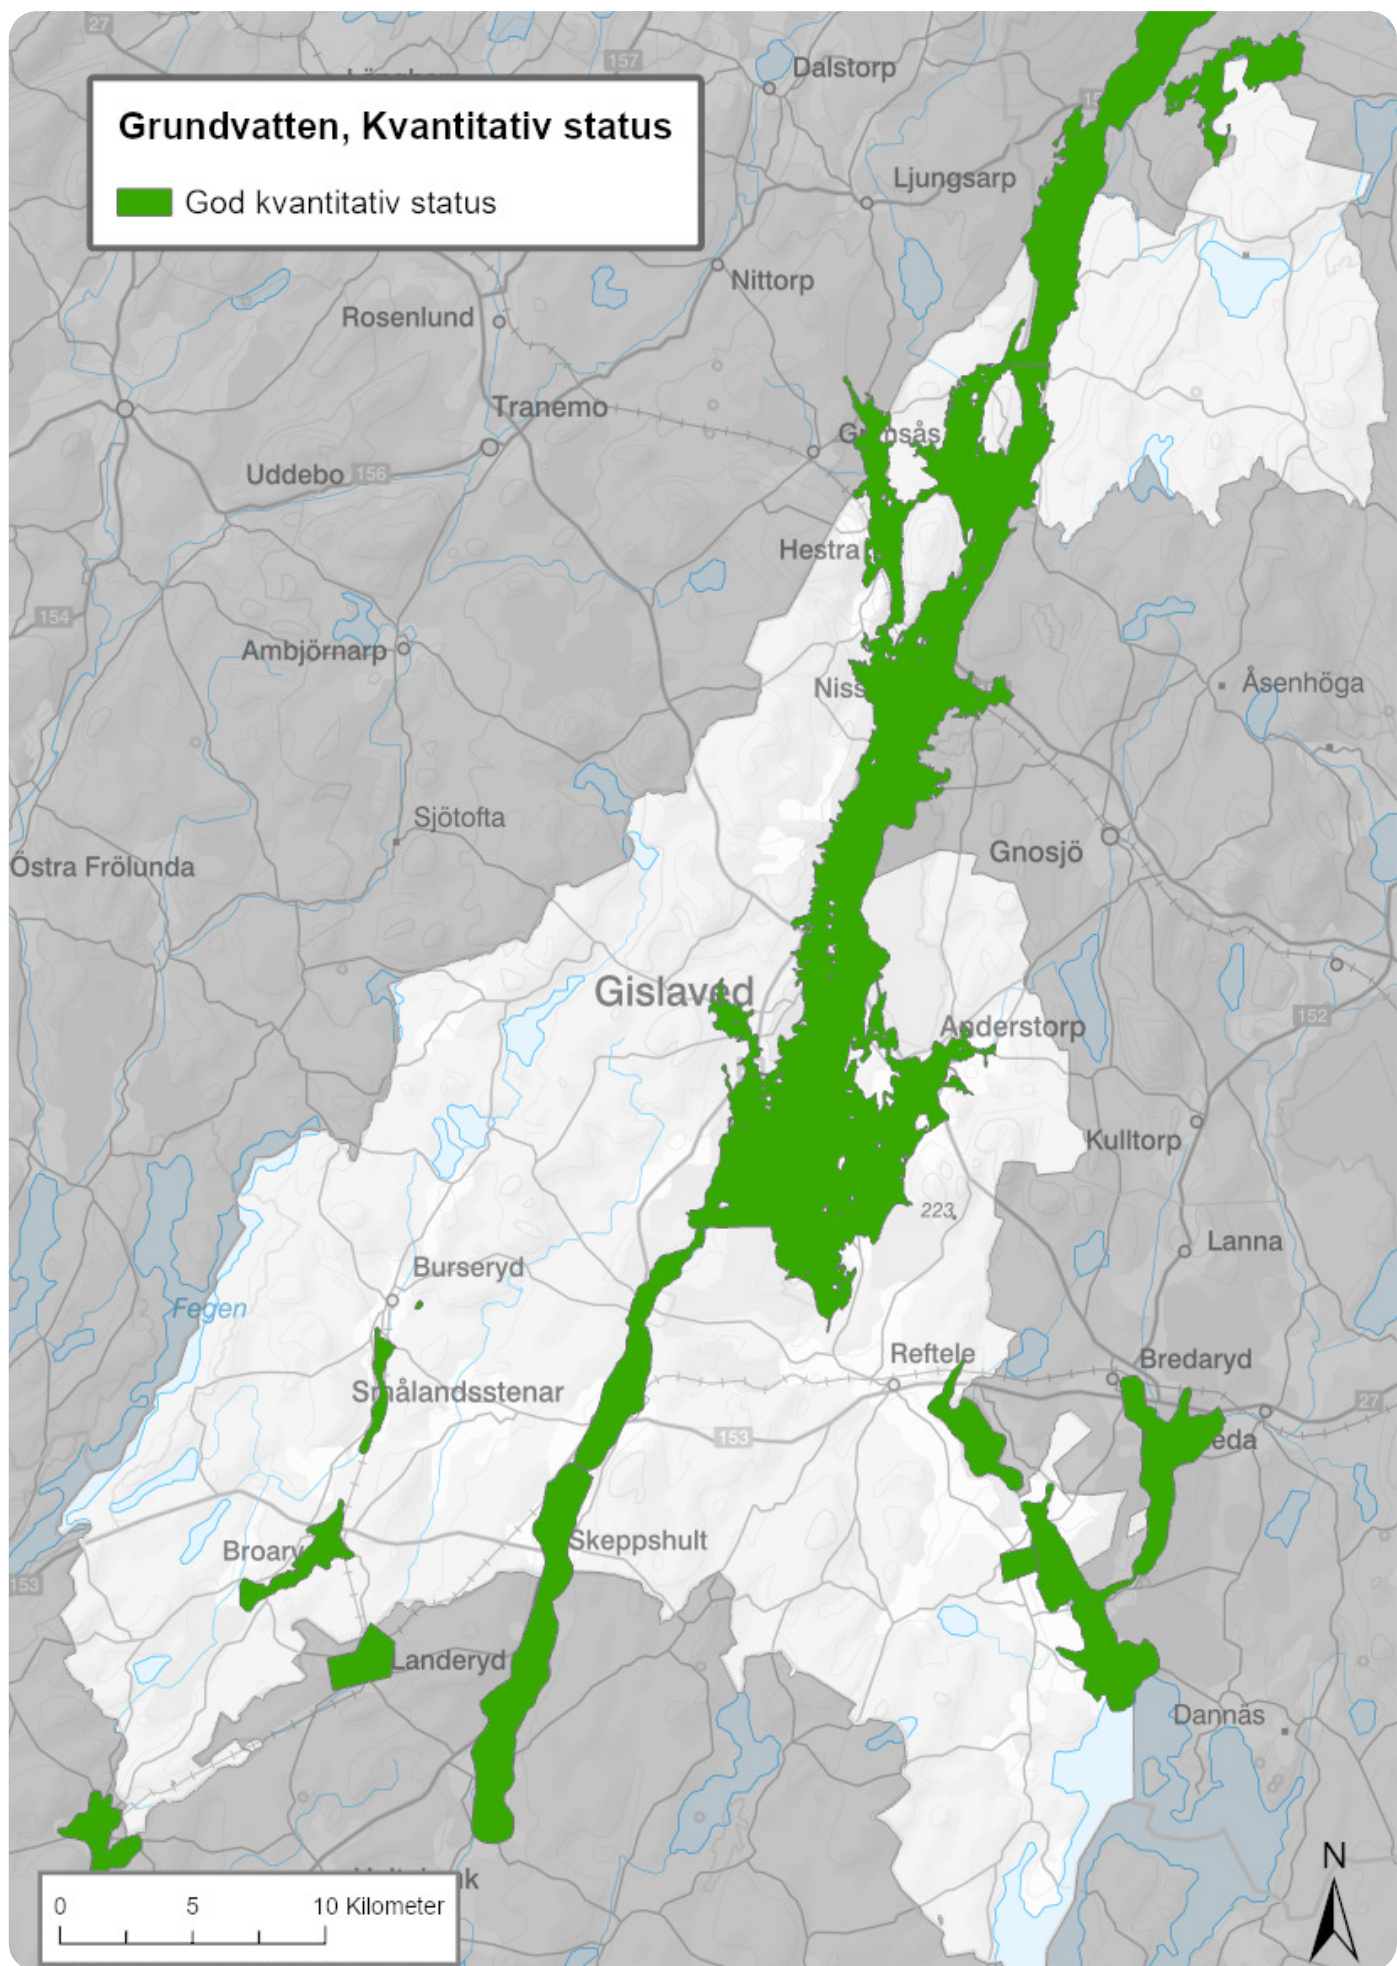 27
157
Dalstorp
Grundvatten, Kvantitativ status
God kvantitativ status
Ljungsarp
Nittorp
Rosenlund
Tranemo
Uddebo 156
Hestra
154
Ambjörnarp
Åsenhöga
Niss
Sjötofta
Östra Frölunda
Gnosjö
Gislaved
152
Anderstorp
Kulltorp
223
Lanna
Burseryd
Fegen
Reftele
Bredaryd
Smålandsstenar
27
153
eda
Skeppshult
Broary
153
Landeryd
Dannäs
0 5 10 Kilometer
N